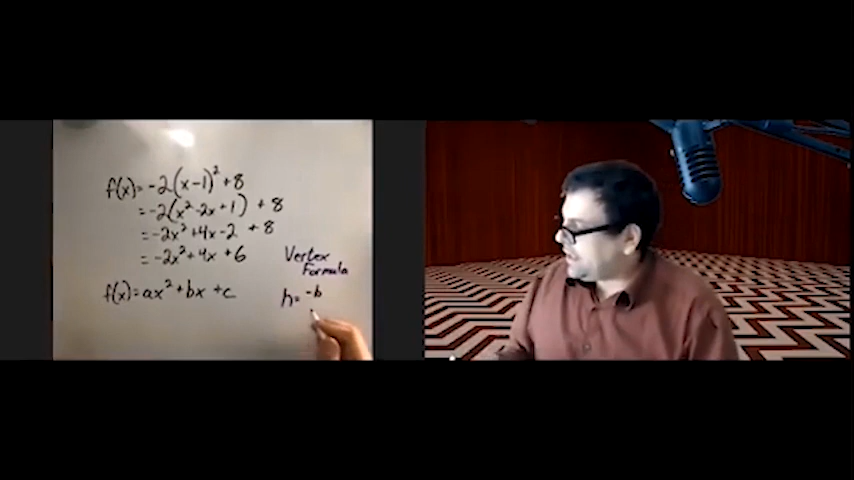 f(x)= -2(x-1)² +8
= -2(x² -2x +1) +8
= -2x² +4x -2 +8
= -2x² +4x +6
Vertex
Formula
f(x)=ax² +bx +c
h= -b